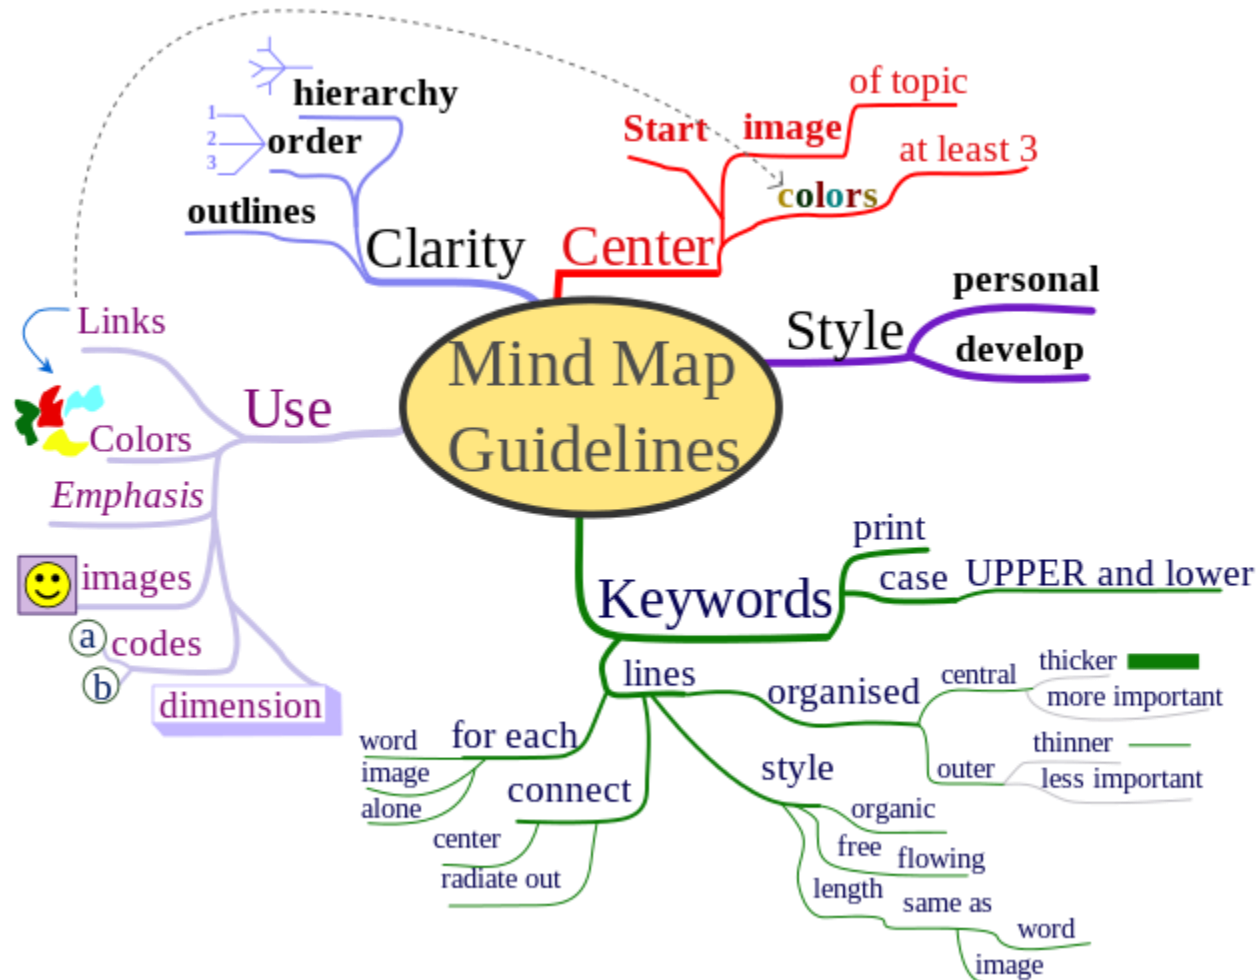 Mind Map
Guidelines
Center
Start
image
of topic
colors
at least 3
Style
personal
develop
Keywords
print
case
UPPER and lower
lines
organised
central
thicker
more important
outer
thinner
less important
style
organic
free
flowing
length
same as
word
image
connect
center
radiate out
for each
word
image
alone
Use
Links
Colors
Emphasis
images
a
codes
b
dimension
Clarity
hierarchy
1
2
3
order
outlines